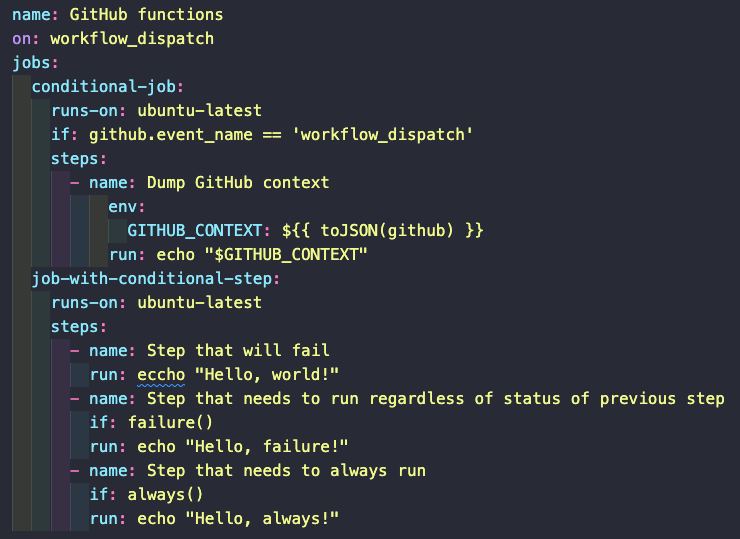 name: GitHub functions
on: workflow_dispatch
jobs:
  conditional-job:
    runs-on: ubuntu-latest
    if: github.event_name == 'workflow_dispatch'
    steps:
      - name: Dump GitHub context
          env:
            GITHUB_CONTEXT: ${{ toJSON(github) }}
          run: echo "$GITHUB_CONTEXT"
  job-with-conditional-step:
    runs-on: ubuntu-latest
    steps:
      - name: Step that will fail
        run: eccho "Hello, world!"
      - name: Step that needs to run regardless of status of previous step
        if: failure()
        run: echo "Hello, failure!"
      - name: Step that needs to always run
        if: always()
        run: echo "Hello, always!"